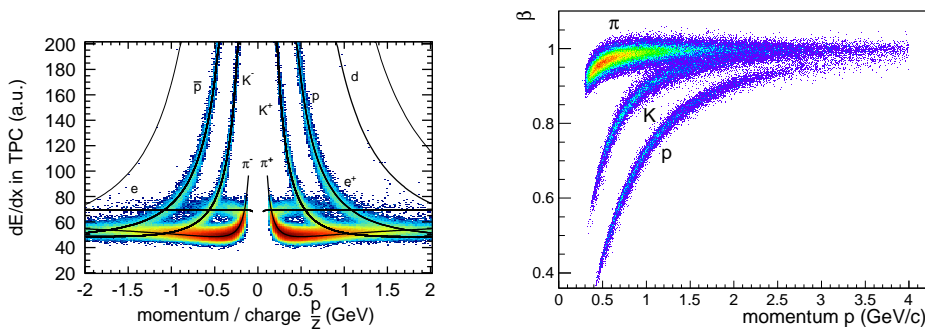 dE/dx in TPC (a.u.)
200
180
160
140
120
100
80
60
40
20
p̅
K⁻
K⁺
p
d
e
π⁻
π⁺
e⁺
-2 -1.5 -1 -0.5 0 0.5 1 1.5 2
momentum / charge p/z (GeV)
β
1
0.8
0.6
0.4
π
K
p
0 0.5 1 1.5 2 2.5 3 3.5 4
momentum p (GeV/c)